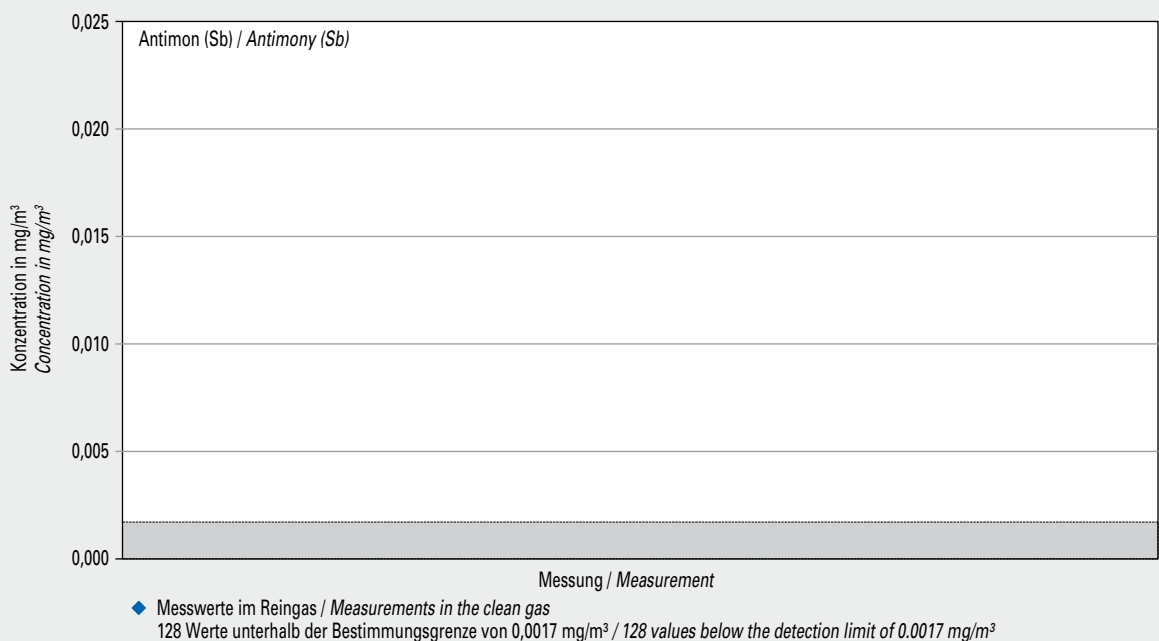 0,025
Antimon (Sb) / Antimony (Sb)
0,020
0,015
0,010
0,005
0,000
Konzentration in mg/m³
Concentration in mg/m³
Messung / Measurement
Messwerte im Reingas / Measurements in the clean gas
128 Werte unterhalb der Bestimmungsgrenze von 0,0017 mg/m³ / 128 values below the detection limit of 0.0017 mg/m³